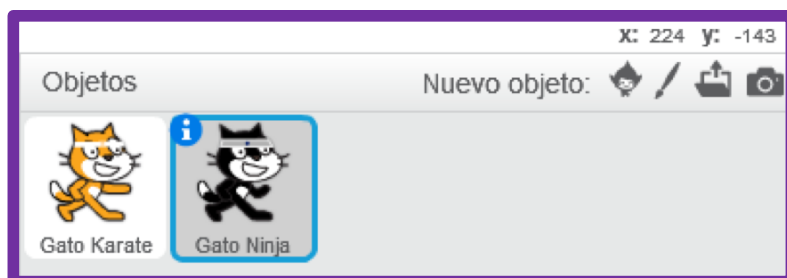 x: 224 y: -143
Objetos Nuevo objeto:
i
Gato Karate Gato Ninja